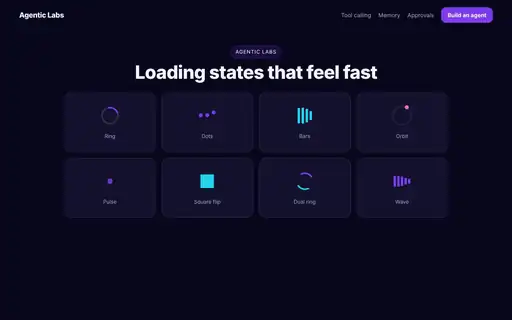 Agentic Labs
Tool calling
Memory
Approvals
Build an agent
AGENTIC LABS
Loading states that feel fast
Ring
Dots
Bars
Orbit
Pulse
Square flip
Dual ring
Wave